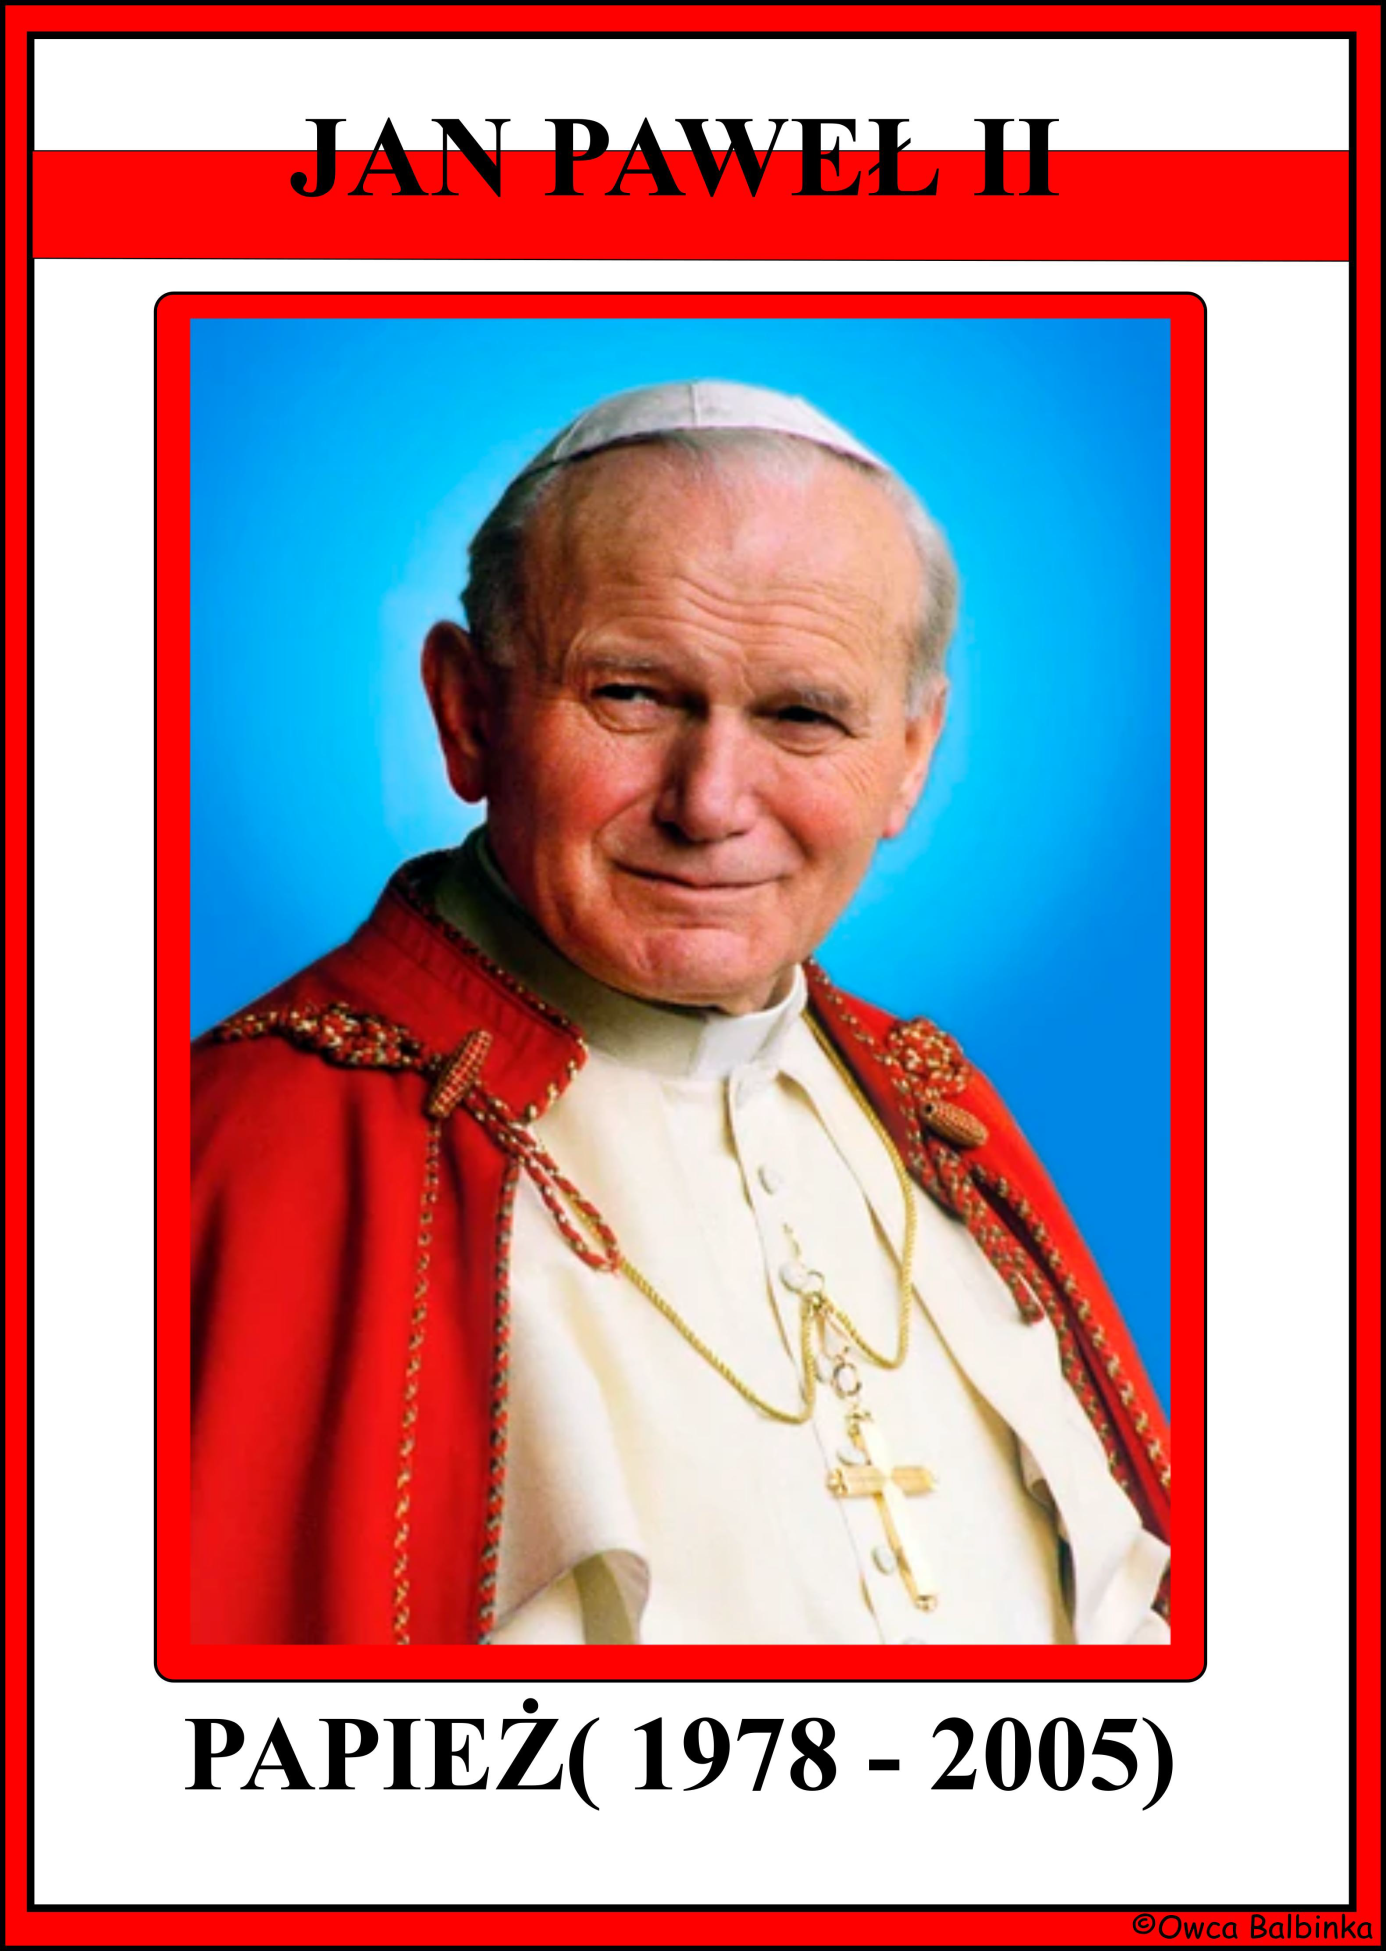 JAN PAWEŁ II
PAPIEŻ( 1978 - 2005)
©Owca Balbinka